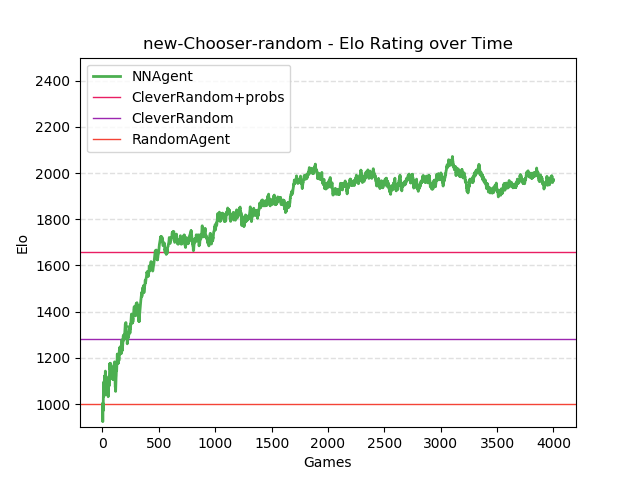 new-Chooser-random - Elo Rating over Time
NNAgent
CleverRandom+probs
CleverRandom
RandomAgent
2400
2200
2000
1800
1600
1400
1200
1000
Elo
0 500 1000 1500 2000 2500 3000 3500 4000
Games